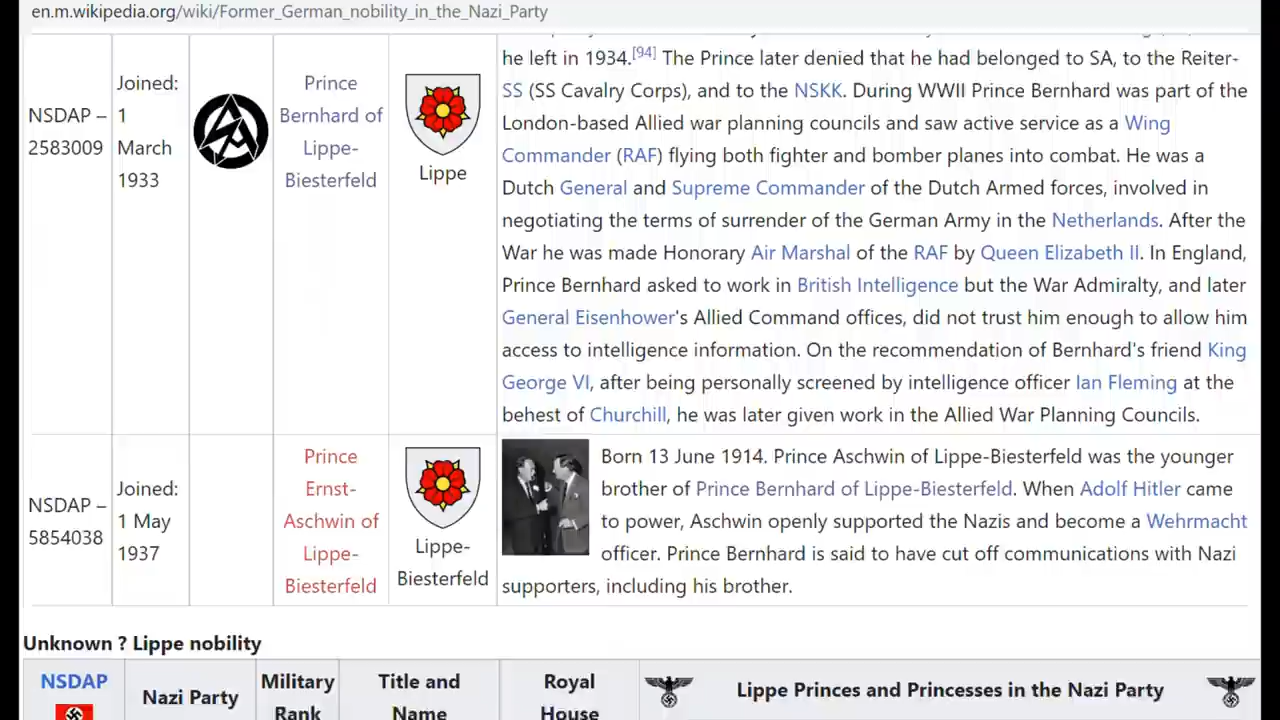 en.m.wikipedia.org/wiki/Former_German_nobility_in_the_Nazi_Party
NSDAP –
2583009
Joined:
1
March
1933
Prince
Bernhard of
Lippe-
Biesterfeld
Lippe
he left in 1934.[94] The Prince later denied that he had belonged to SA, to the Reiter-
SS (SS Cavalry Corps), and to the NSKK. During WWII Prince Bernhard was part of the
London-based Allied war planning councils and saw active service as a Wing
Commander (RAF) flying both fighter and bomber planes into combat. He was a
Dutch General and Supreme Commander of the Dutch Armed forces, involved in
negotiating the terms of surrender of the German Army in the Netherlands. After the
War he was made Honorary Air Marshal of the RAF by Queen Elizabeth II. In England,
Prince Bernhard asked to work in British Intelligence but the War Admiralty, and later
General Eisenhower's Allied Command offices, did not trust him enough to allow him
access to intelligence information. On the recommendation of Bernhard's friend King
George VI, after being personally screened by intelligence officer Ian Fleming at the
behest of Churchill, he was later given work in the Allied War Planning Councils.
NSDAP –
5854038
Joined:
1 May
1937
Prince
Ernst-
Aschwin of
Lippe-
Biesterfeld
Lippe-
Biesterfeld
Born 13 June 1914. Prince Aschwin of Lippe-Biesterfeld was the younger
brother of Prince Bernhard of Lippe-Biesterfeld. When Adolf Hitler came
to power, Aschwin openly supported the Nazis and become a Wehrmacht
officer. Prince Bernhard is said to have cut off communications with Nazi
supporters, including his brother.
Unknown ? Lippe nobility
NSDAP
Nazi Party
Military
Rank
Title and
Name
Royal
House
Lippe Princes and Princesses in the Nazi Party